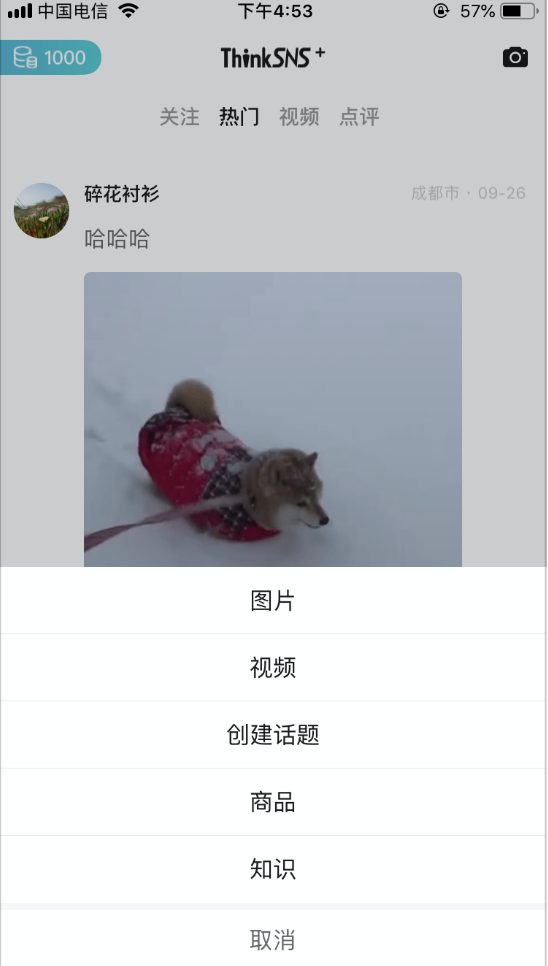 中国电信 下午4:53 57%
1000 ThinkSNS+
关注 热门 视频 点评
碎花衬衫 成都市 · 09-26
哈哈哈
图片
视频
创建话题
商品
知识
取消